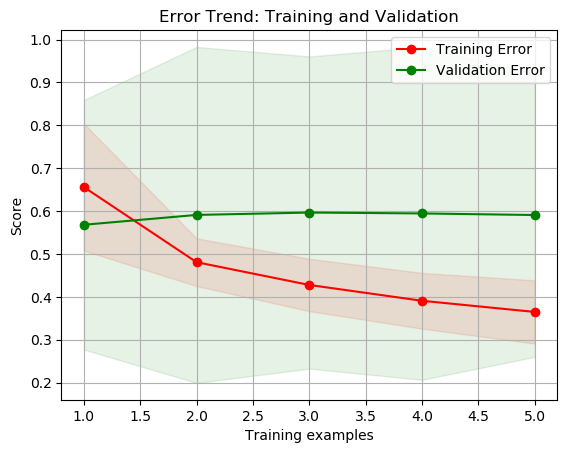 Error Trend: Training and Validation
Training Error
Validation Error
Score
1.0
0.9
0.8
0.7
0.6
0.5
0.4
0.3
0.2
1.0 1.5 2.0 2.5 3.0 3.5 4.0 4.5 5.0
Training examples